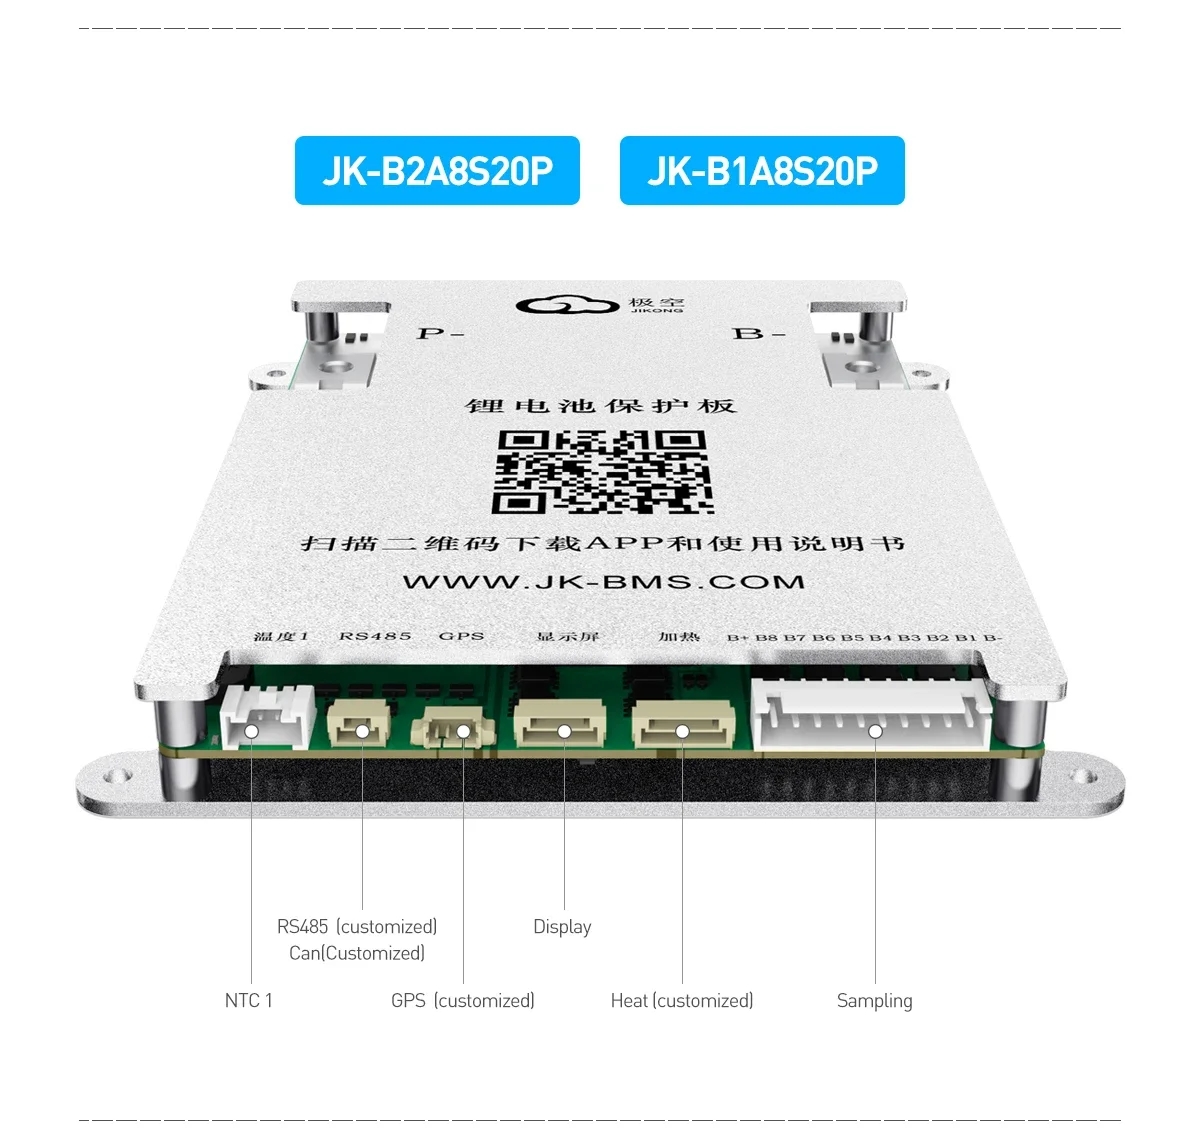 JK-B2A8S20P
JK-B1A8S20P
极空
JIKONG
P-
B-
锂电池保护板
扫描二维码下载APP和使用说明书
WWW.JK-BMS.COM
温度1 RS485 GPS 显示屏 加热 B+ B8 B7 B6 B5 B4 B3 B2 B1 B-
RS485 (customized)
Can(Customized)
Display
NTC 1
GPS (customized)
Heat (customized)
Sampling